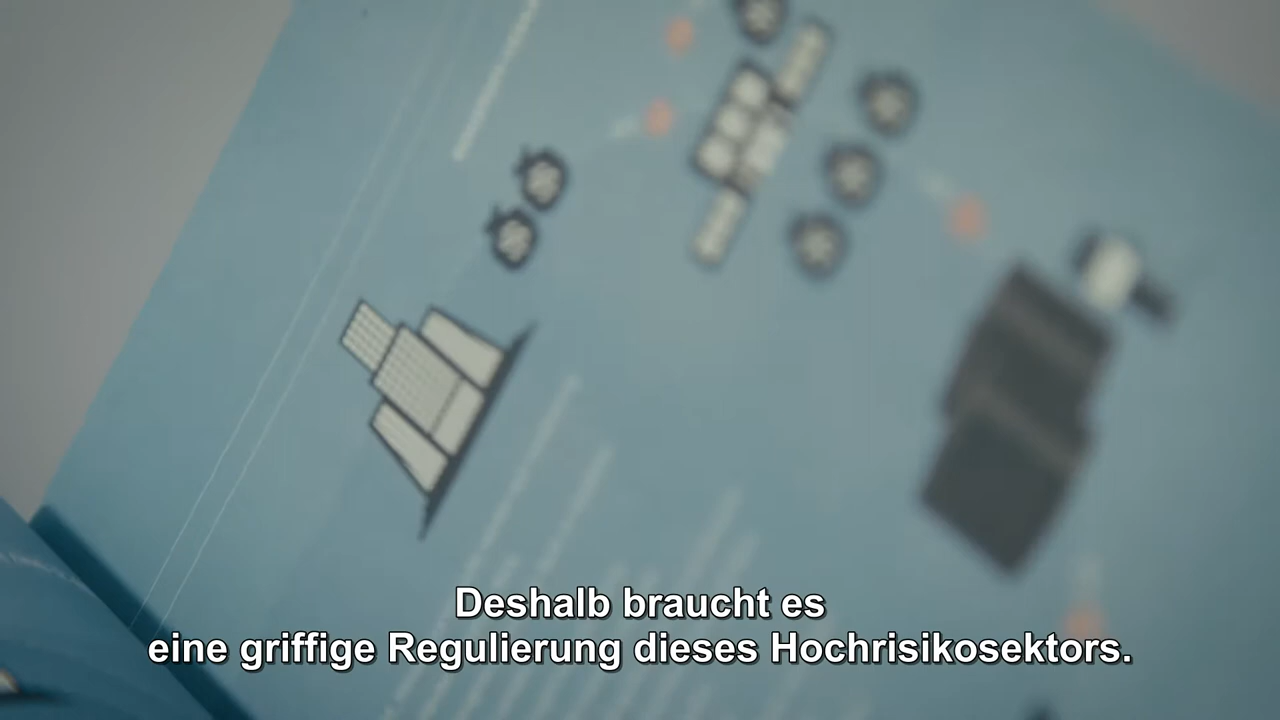 Deshalb braucht es
eine griffige Regulierung dieses Hochrisikosektors.